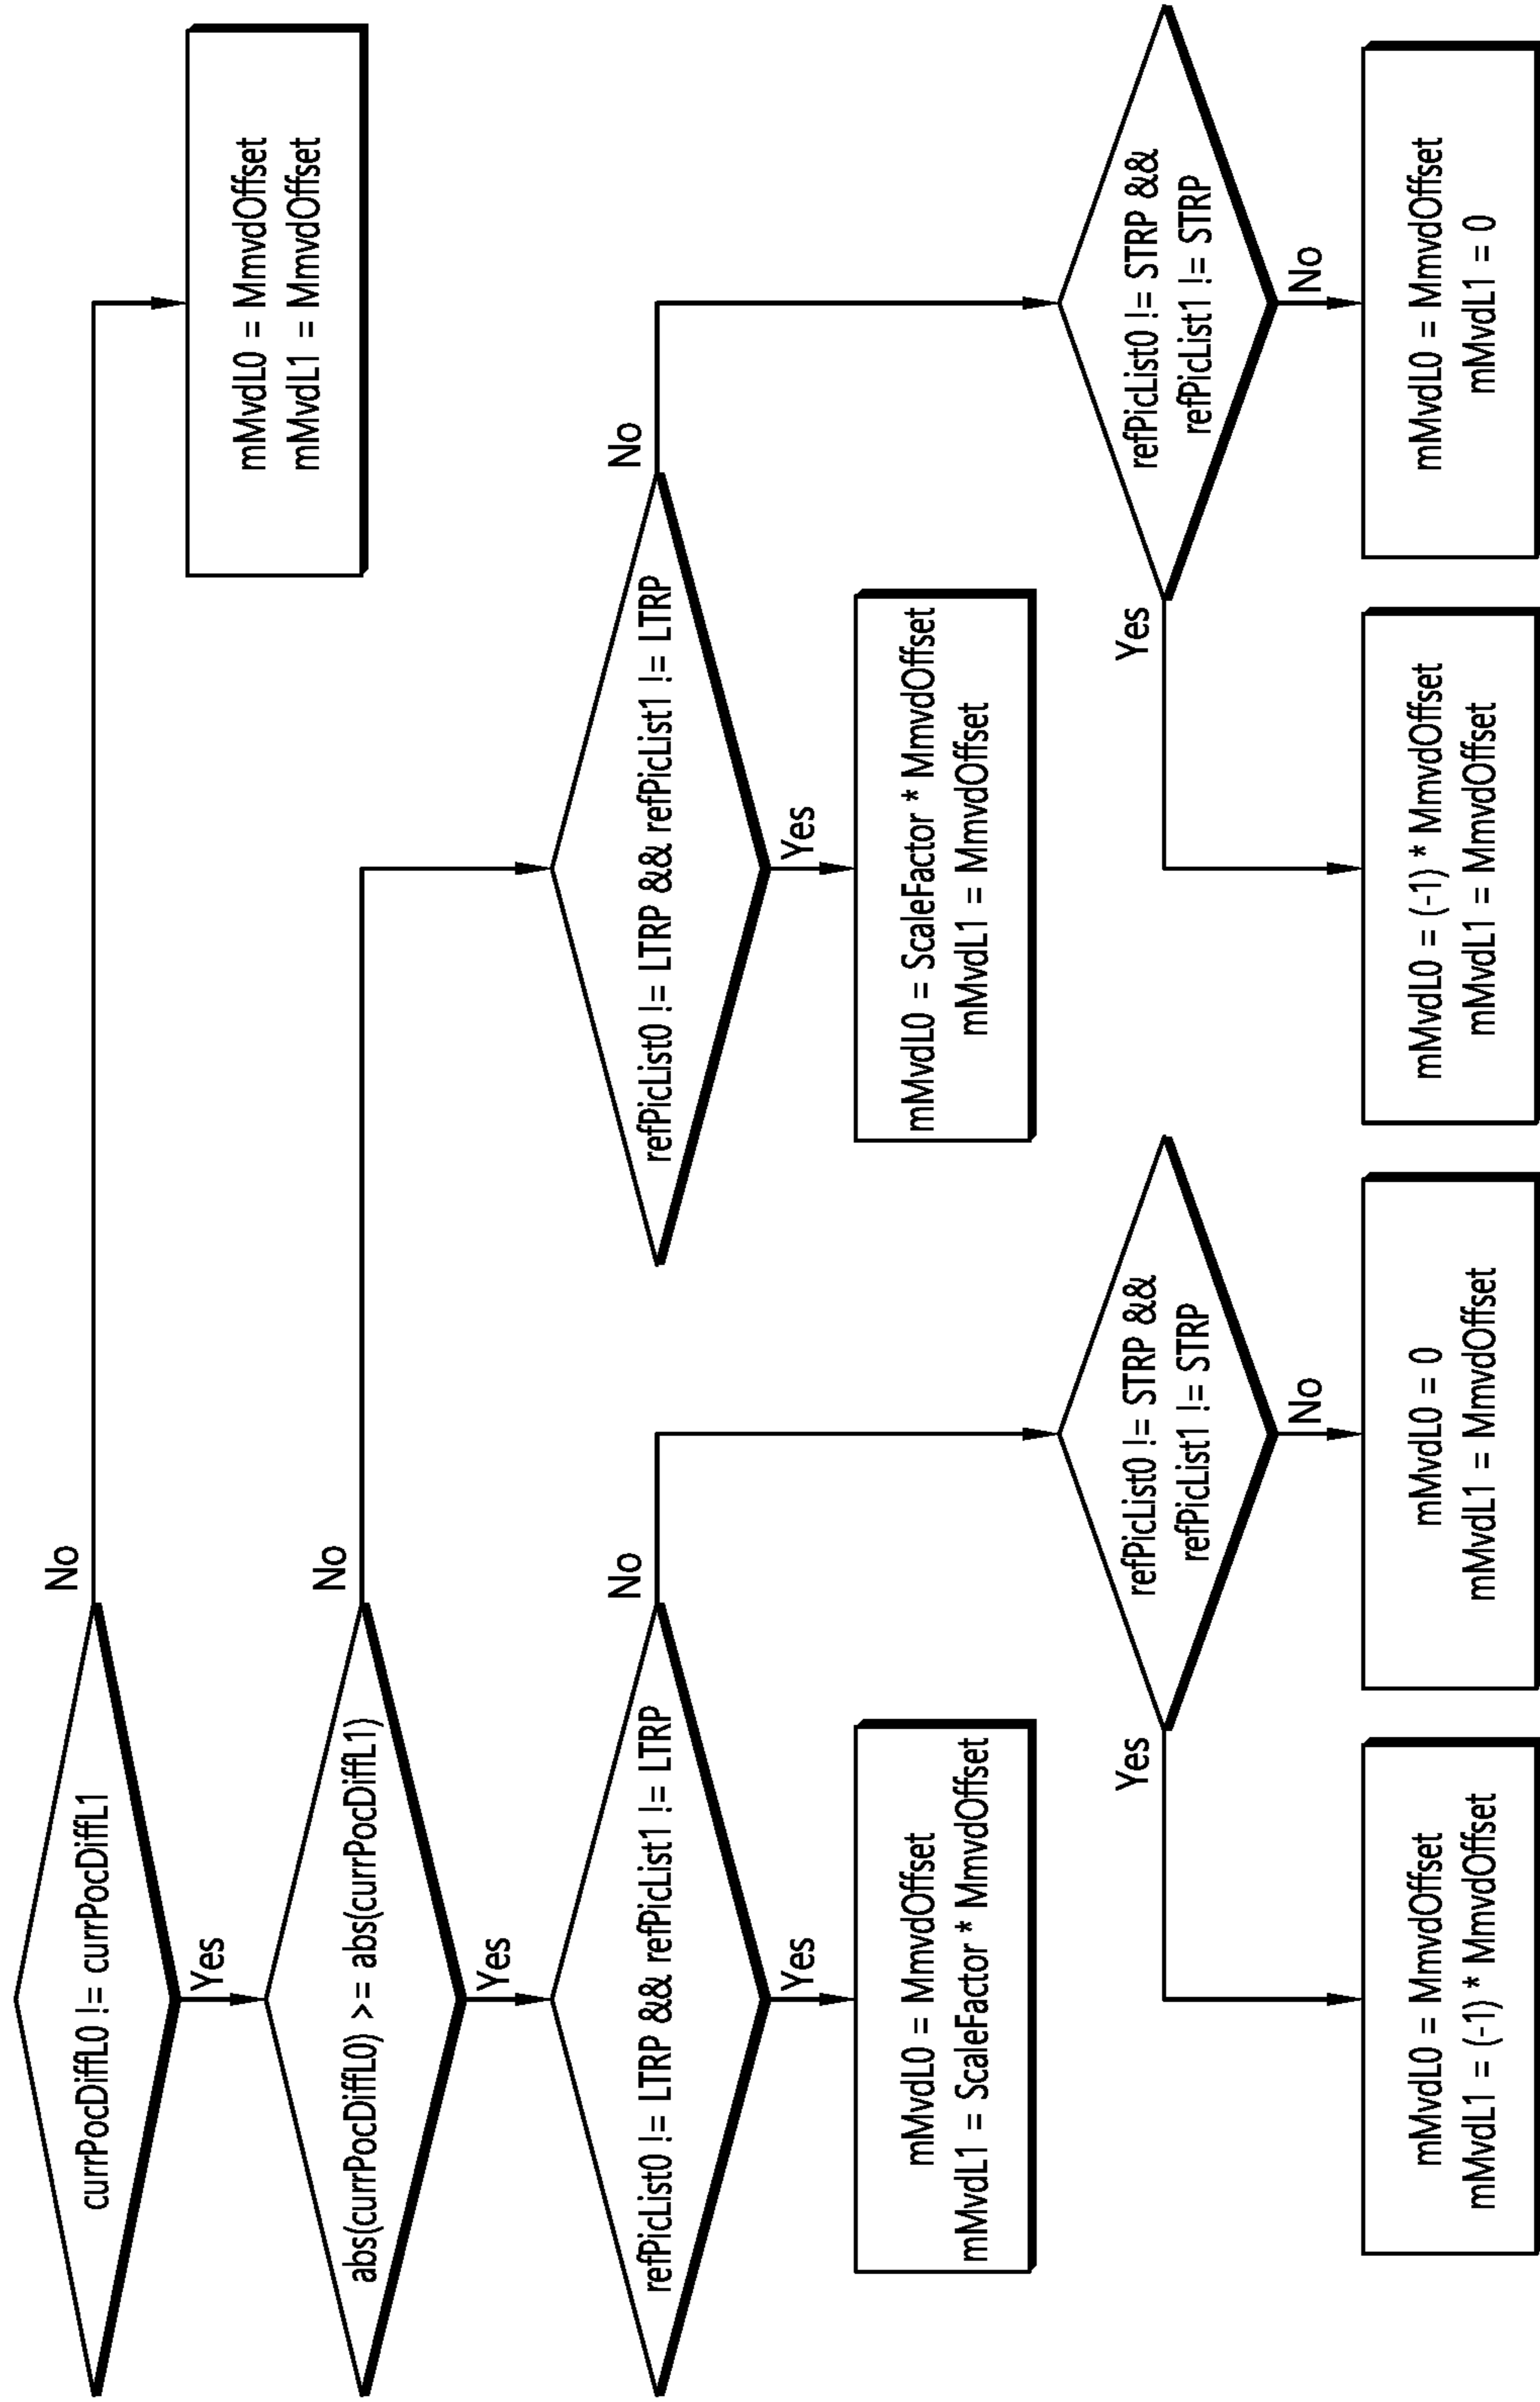 currPocDiffL0 != currPocDiffL1
No
Yes
mMvdL0 = MmvdOffset
mMvdL1 = MmvdOffset
abs(currPocDiffL0) >= abs(currPocDiffL1)
No
Yes
refPicList0 != LTRP && refPicList1 != LTRP
No
Yes
refPicList0 != LTRP && refPicList1 != LTRP
No
Yes
mMvdL0 = MmvdOffset
mMvdL1 = ScaleFactor * MmvdOffset
mMvdL0 = ScaleFactor * MmvdOffset
mMvdL1 = MmvdOffset
refPicList0 != STRP &&
refPicList1 != STRP
Yes
No
refPicList0 != STRP &&
refPicList1 != STRP
Yes
No
mMvdL0 = MmvdOffset
mMvdL1 = (-1) * MmvdOffset
mMvdL0 = 0
mMvdL1 = MmvdOffset
mMvdL0 = (-1) * MmvdOffset
mMvdL1 = MmvdOffset
mMvdL0 = MmvdOffset
mMvdL1 = 0